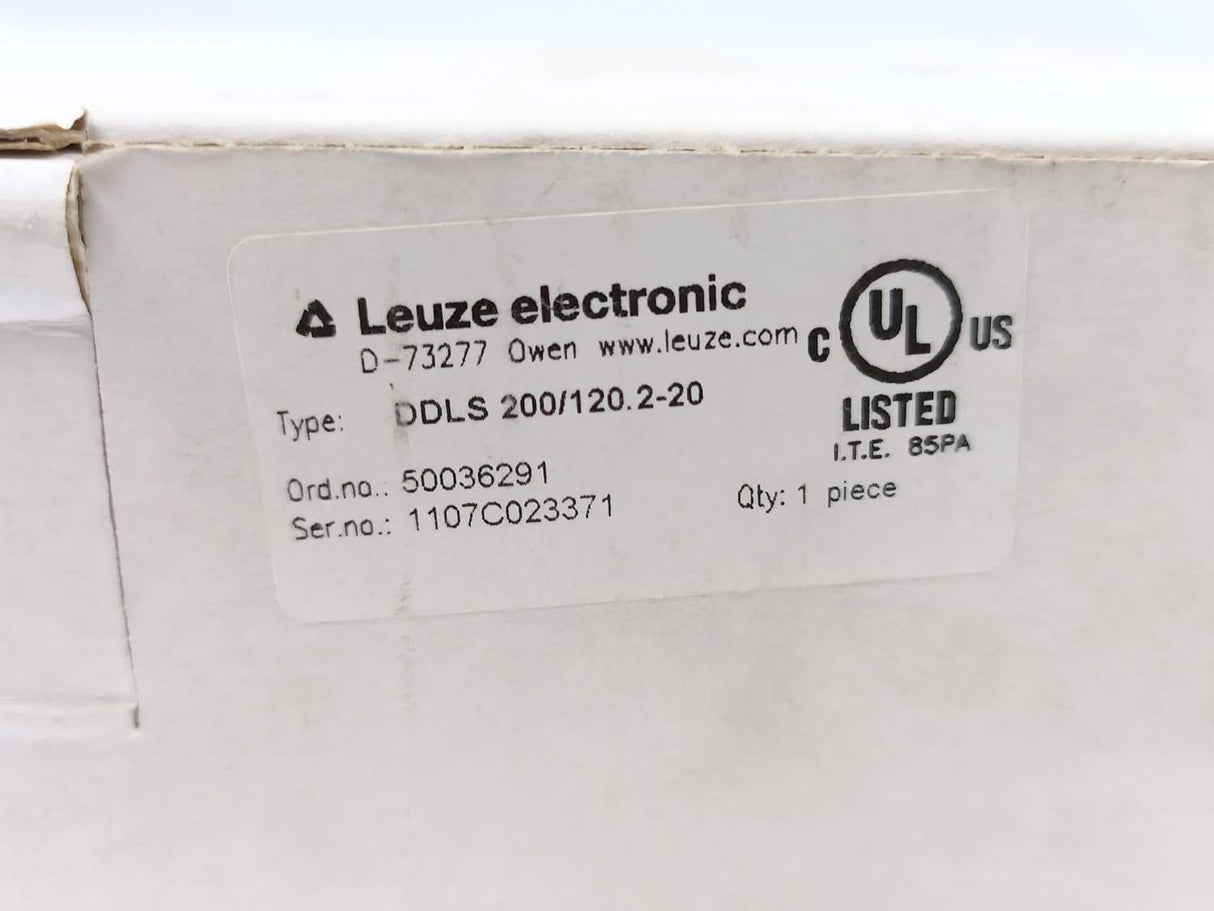 Leuze electronic
D-73277 Owen www.leuze.com
C UL US
LISTED
I.T.E. 85PA
Type: DDLS 200/120.2-20
Ord.no.: 50036291
Ser.no.: 1107C023371
Qty: 1 piece